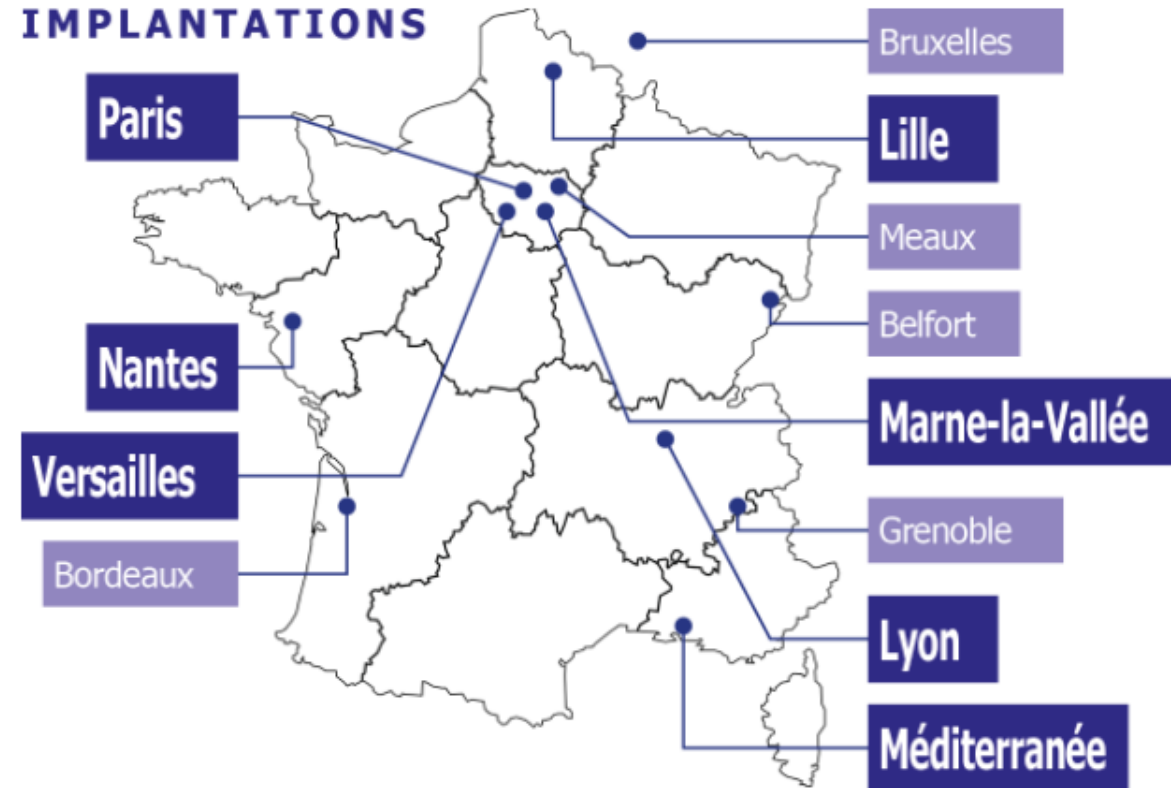 IMPLANTATIONS
Bruxelles
Paris
Lille
Meaux
Belfort
Nantes
Marne-la-Vallée
Versailles
Grenoble
Bordeaux
Lyon
Méditerranée